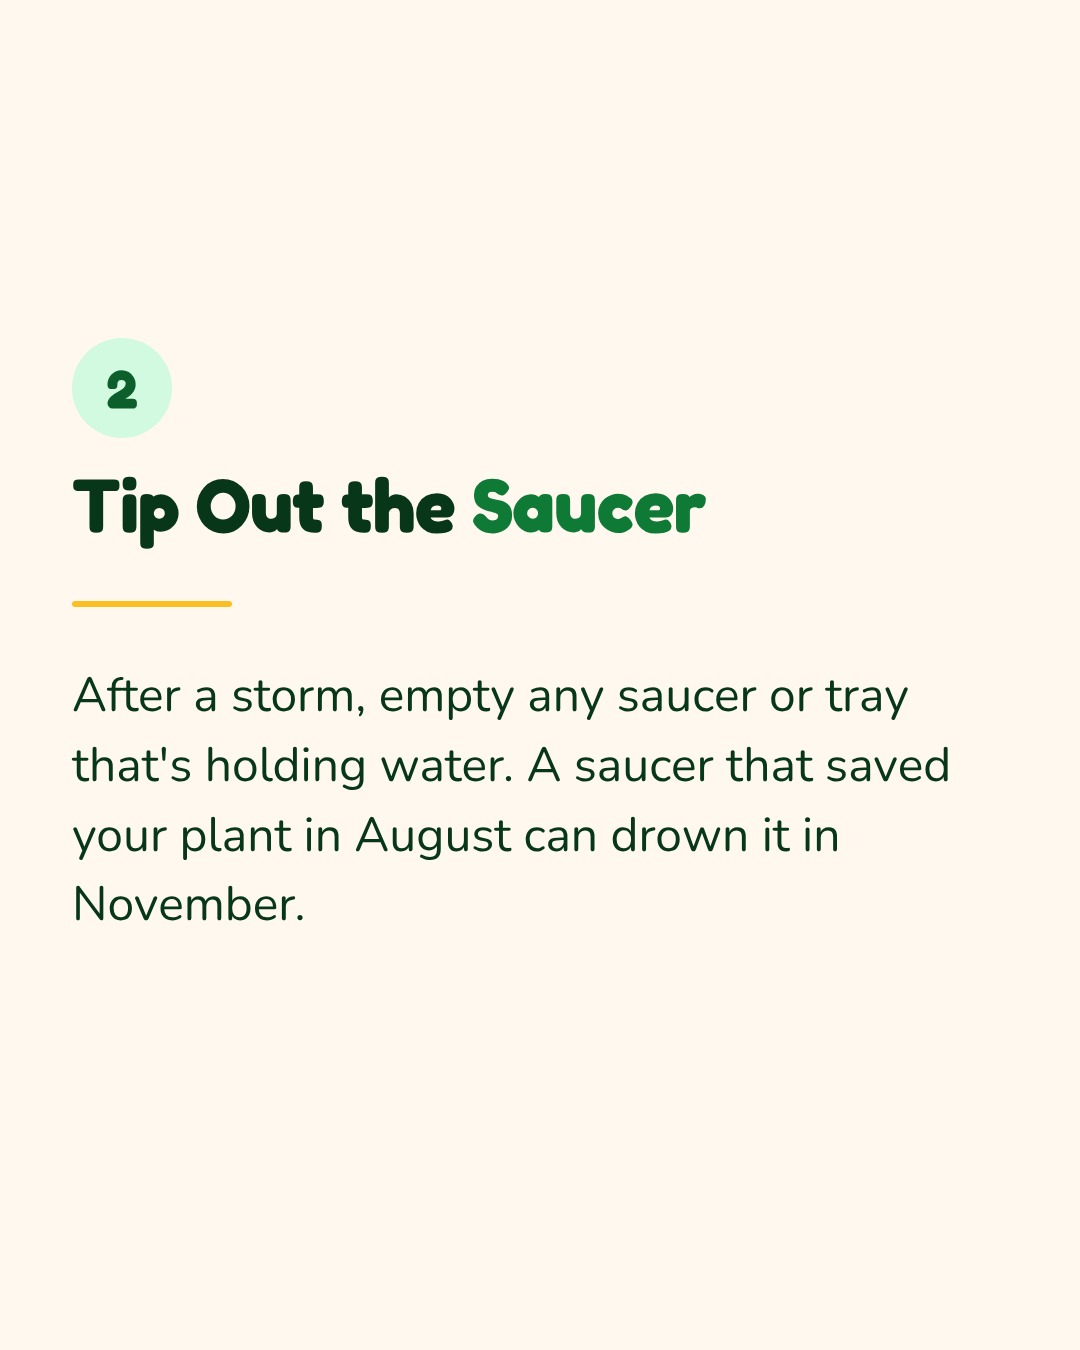 2
Tip Out the Saucer
After a storm, empty any saucer or tray
that's holding water. A saucer that saved
your plant in August can drown it in
November.